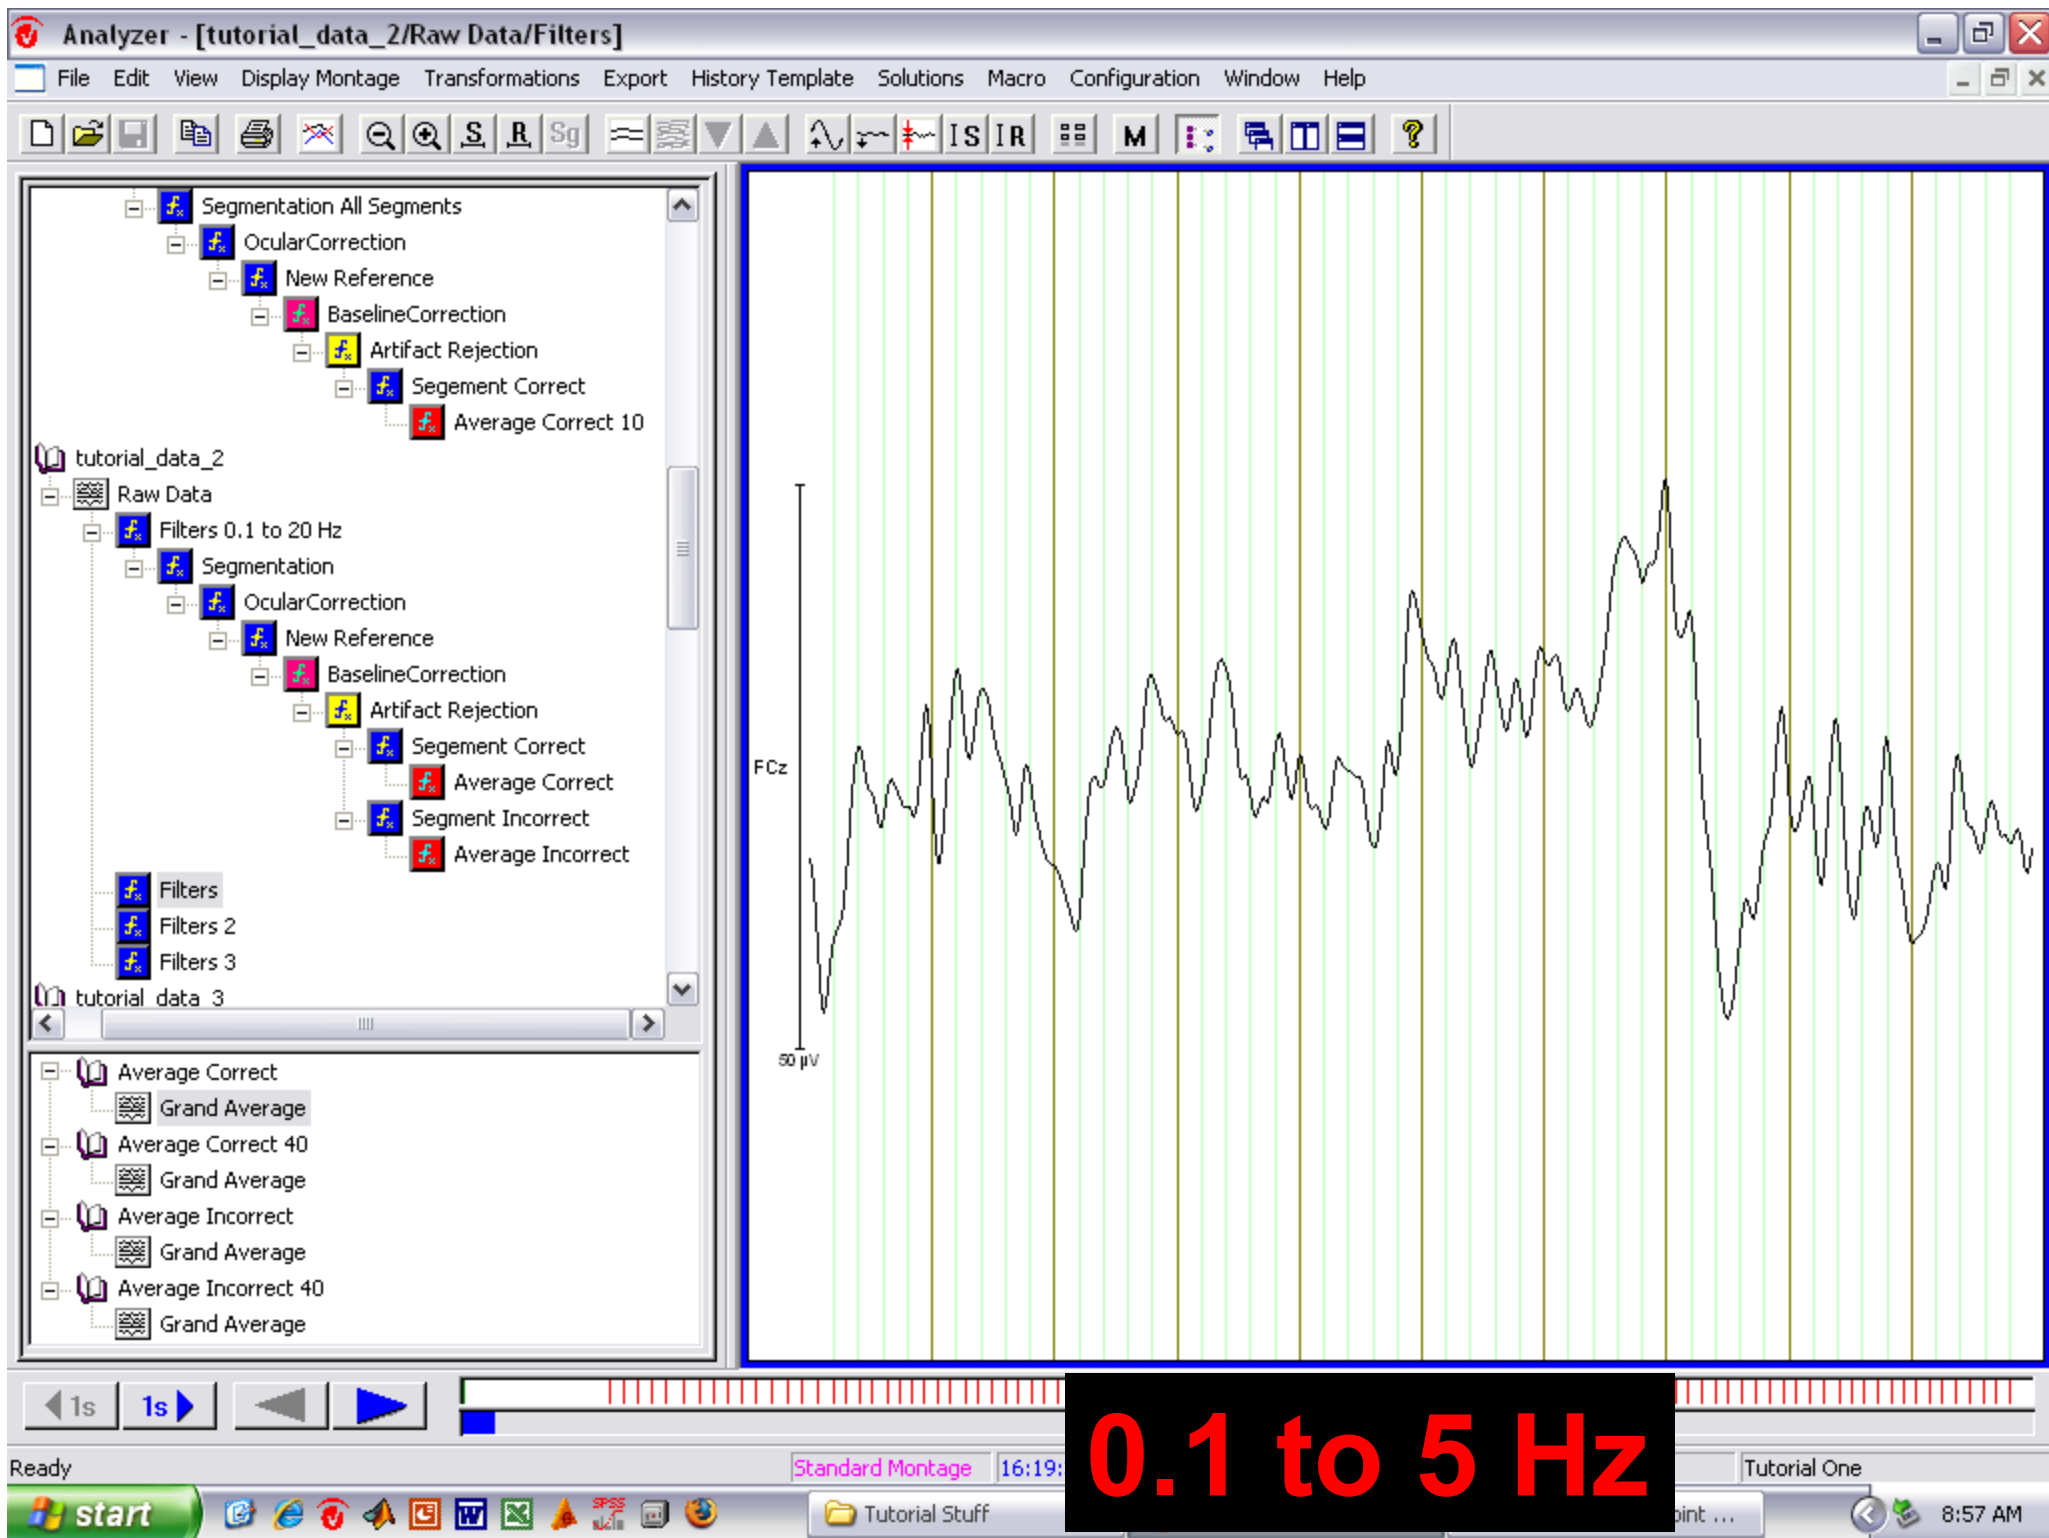 Analyzer - [tutorial_data_2/Raw Data/Filters]
File Edit View Display Montage Transformations Export History Template Solutions Macro Configuration Window Help
S R Sg I S I R M
Segmentation All Segments
OcularCorrection
New Reference
BaselineCorrection
Artifact Rejection
Segement Correct
Average Correct 10
tutorial_data_2
Raw Data
Filters 0.1 to 20 Hz
Segmentation
OcularCorrection
New Reference
BaselineCorrection
Artifact Rejection
Segement Correct
Average Correct
Segment Incorrect
Average Incorrect
Filters
Filters 2
Filters 3
tutorial_data_3
Average Correct
Grand Average
Average Correct 40
Grand Average
Average Incorrect
Grand Average
Average Incorrect 40
Grand Average
FCz
50 µV
1s 1s
0.1 to 5 Hz
Ready Standard Montage 16:19: Tutorial One
start Tutorial Stuff oint ... 8:57 AM